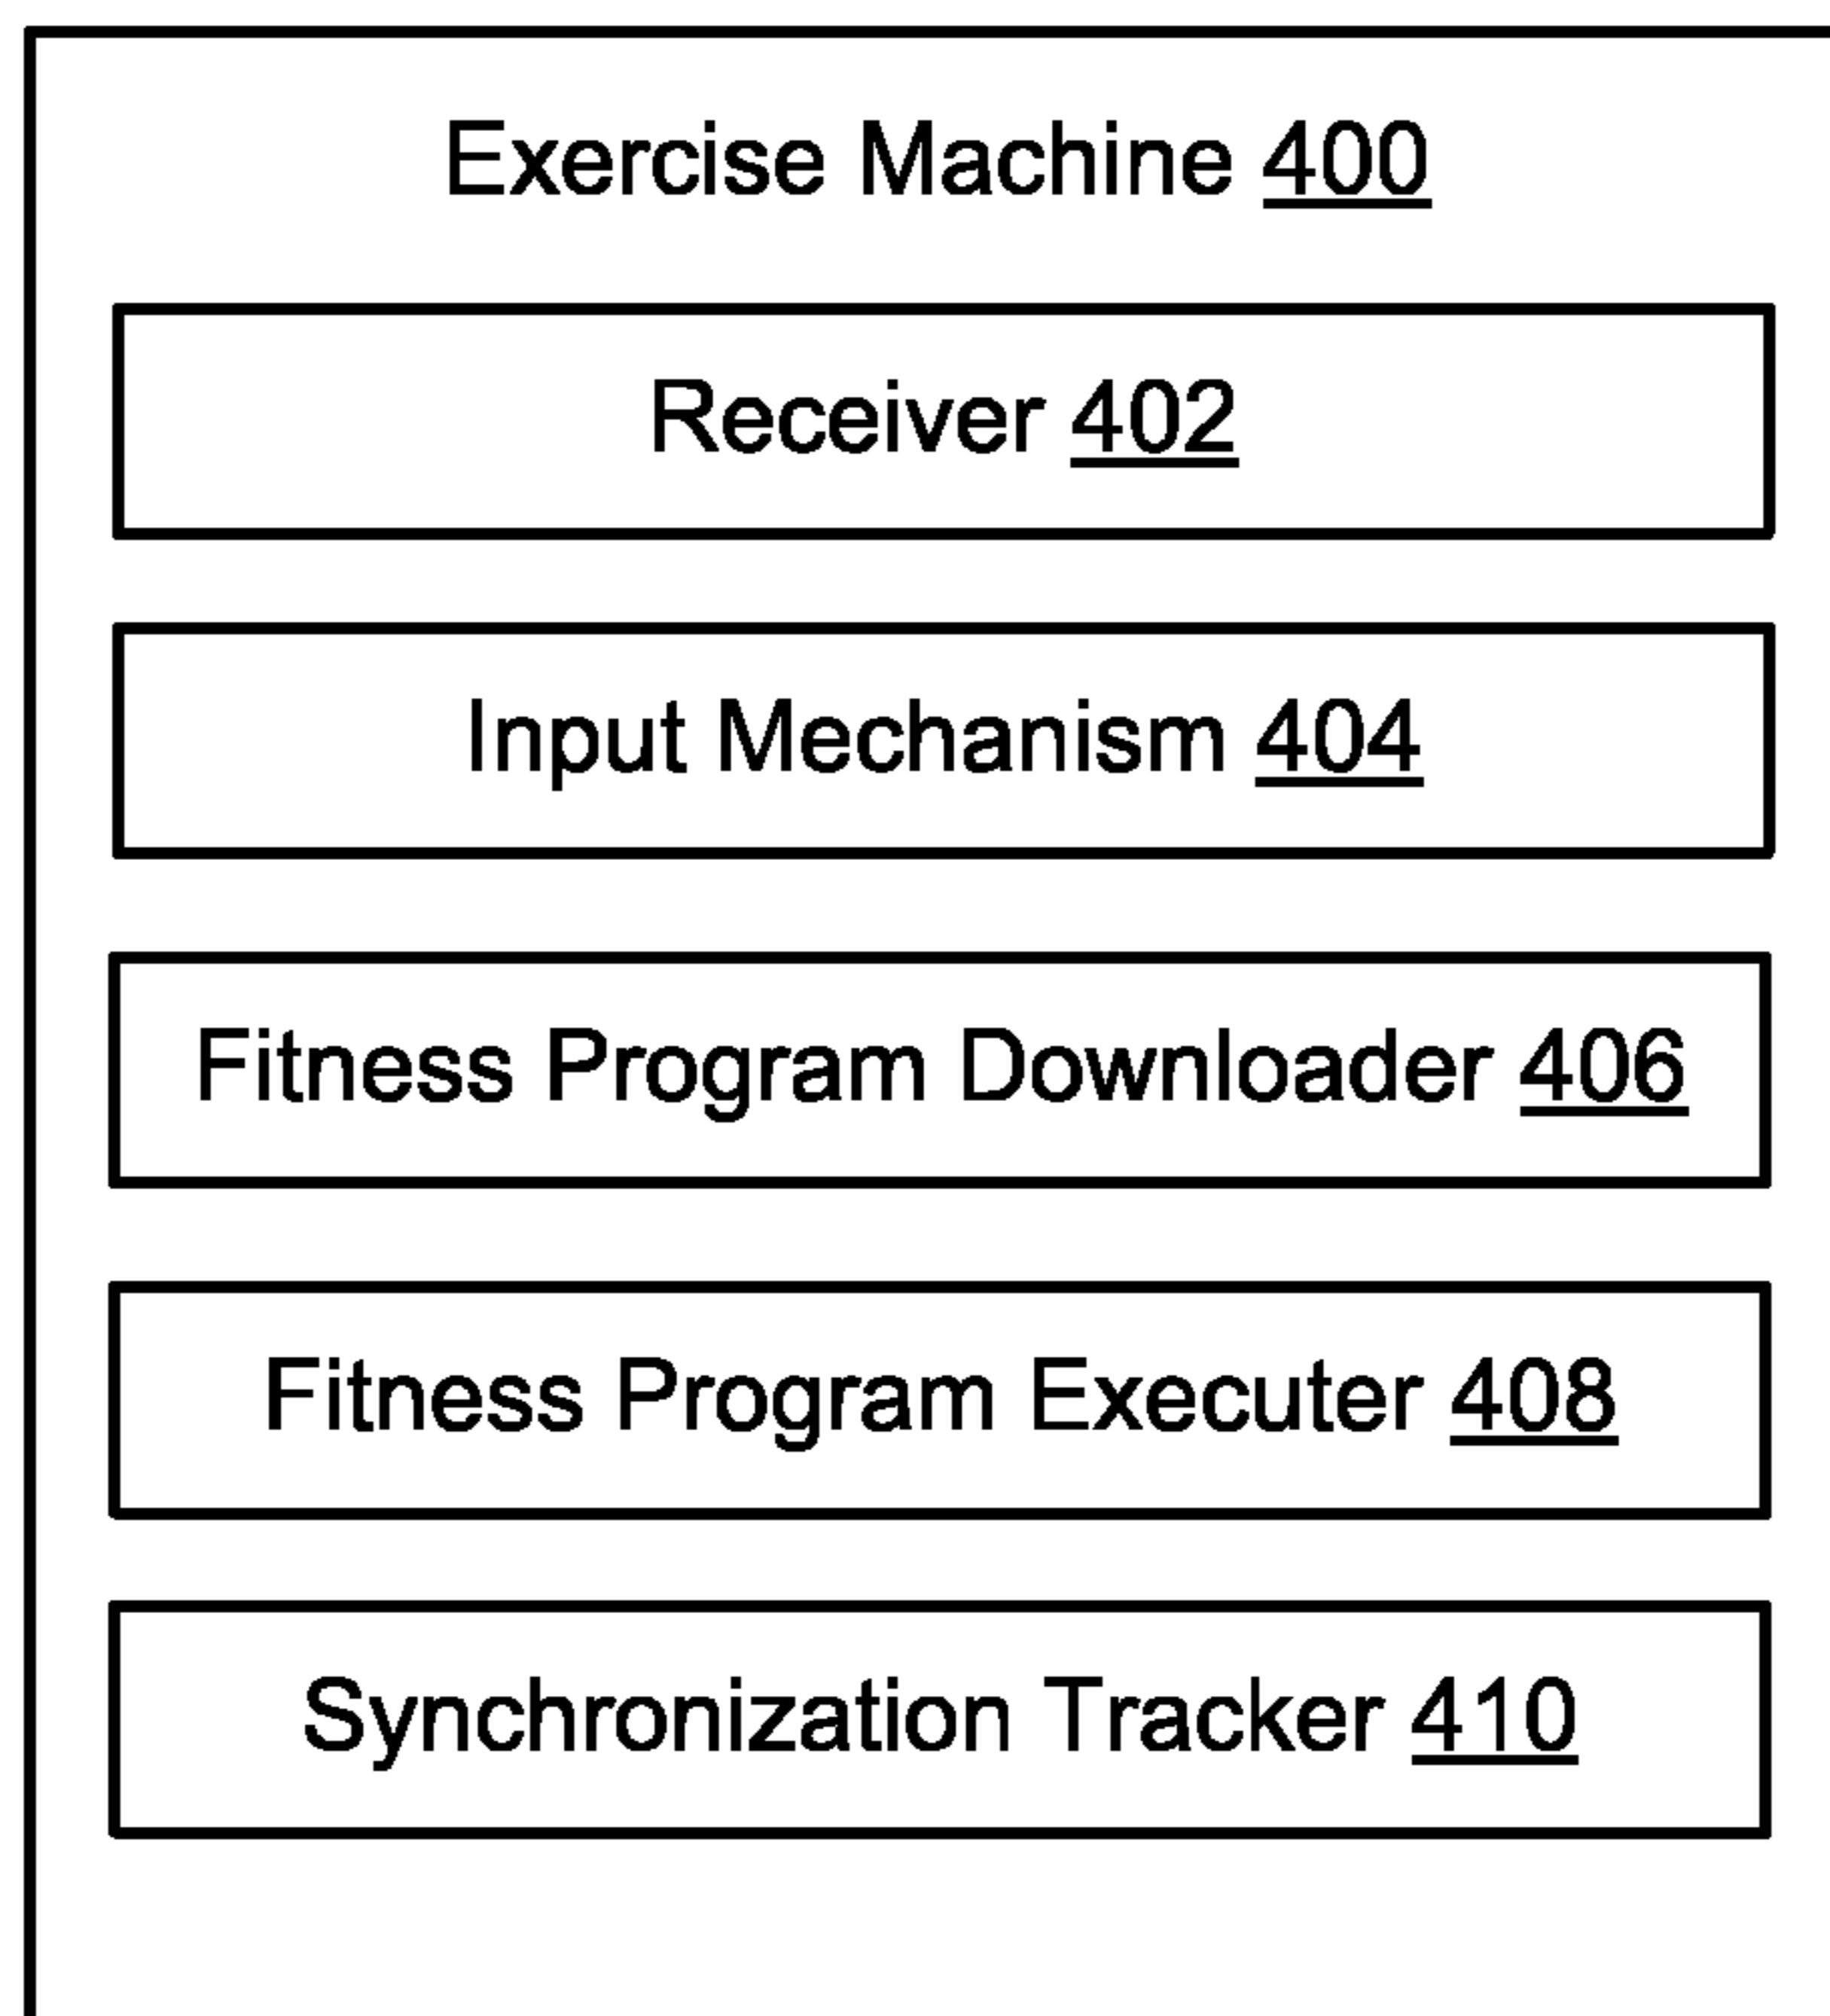 Exercise Machine 400
Receiver 402
Input Mechanism 404
Fitness Program Downloader 406
Fitness Program Executer 408
Synchronization Tracker 410